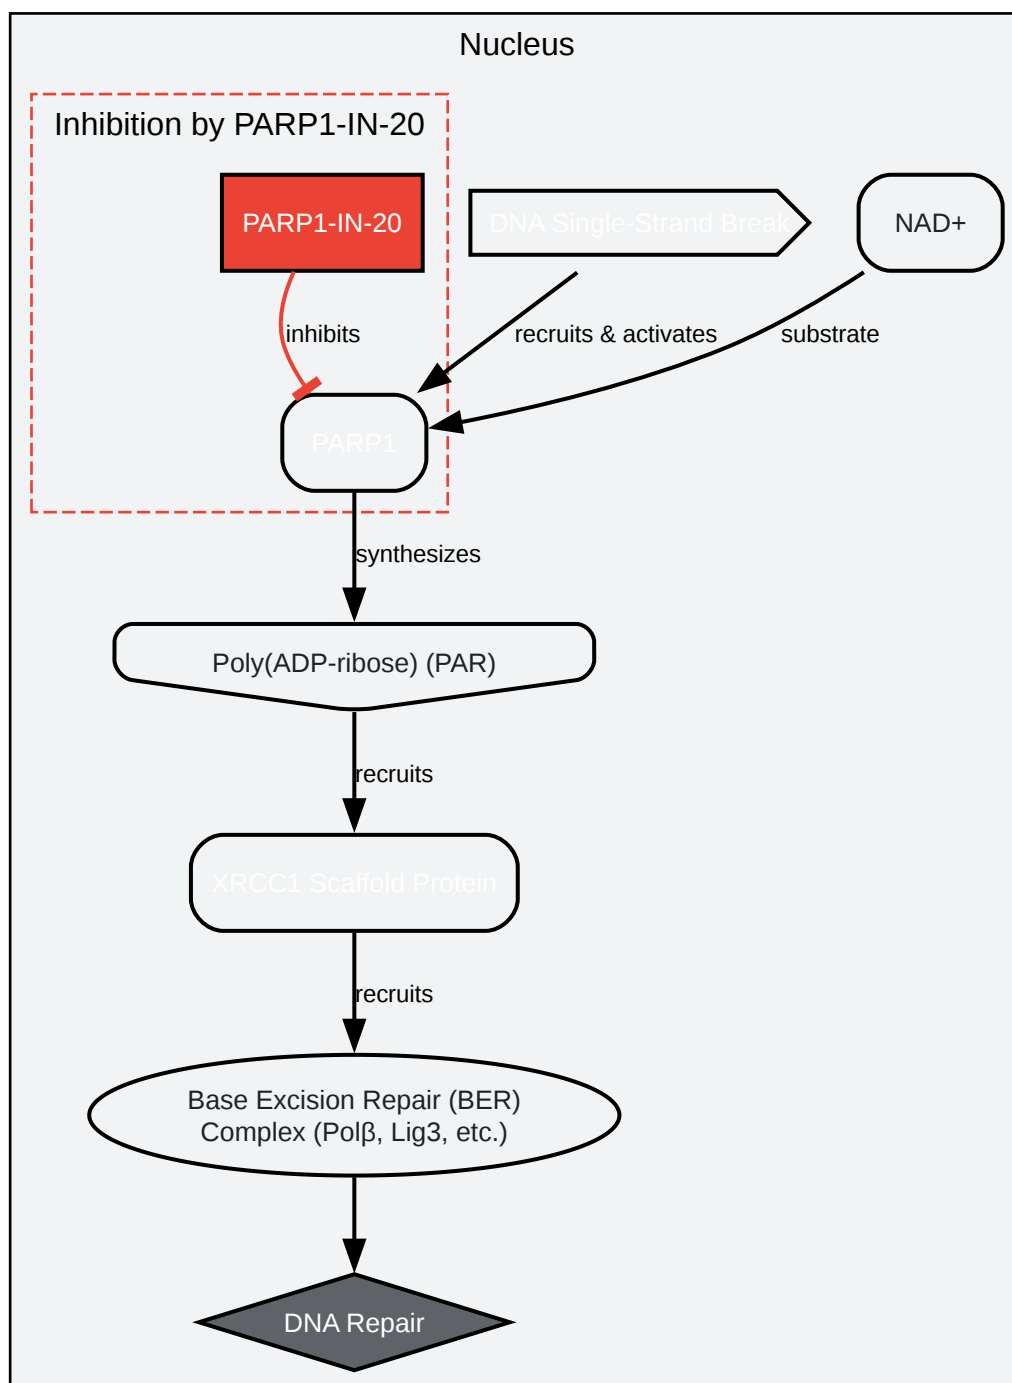 Nucleus
Inhibition by PARP1-IN-20
PARP1-IN-20
DNA Single-Strand Break
NAD+
inhibits
recruits & activates
substrate
PARP1
synthesizes
Poly(ADP-ribose) (PAR)
recruits
XRCC1 Scaffold Protein
recruits
Base Excision Repair (BER)
Complex (Polβ, Lig3, etc.)
DNA Repair